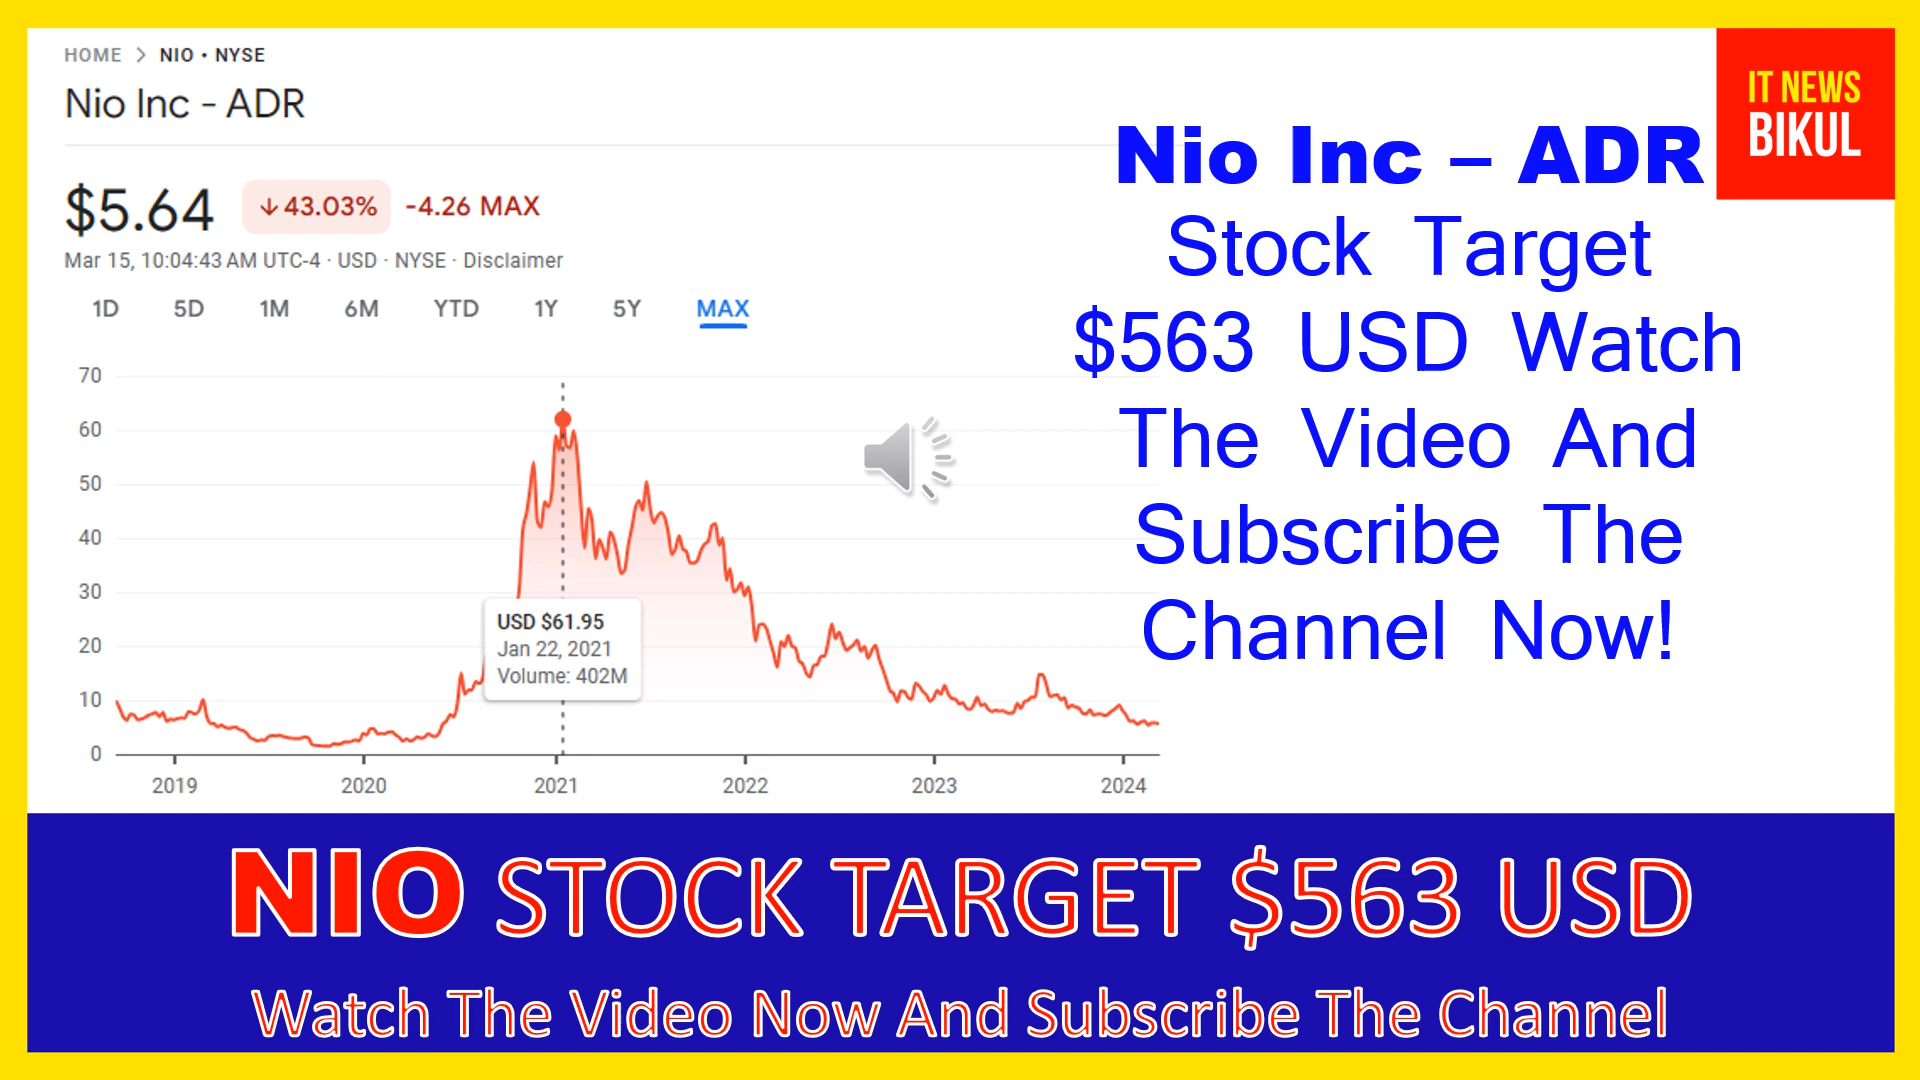 HOME > NIO • NYSE
Nio Inc - ADR
$5.64 ↓43.03% -4.26 MAX
Mar 15, 10:04:43 AM UTC-4 · USD · NYSE · Disclaimer
1D 5D 1M 6M YTD 1Y 5Y MAX
70
60
50
40
30
20
10
0
USD $61.95
Jan 22, 2021
Volume: 402M
2019 2020 2021 2022 2023 2024
IT NEWS
BIKUL
Nio Inc – ADR
Stock Target
$563 USD Watch
The Video And
Subscribe The
Channel Now!
NIO STOCK TARGET $563 USD
Watch The Video Now And Subscribe The Channel